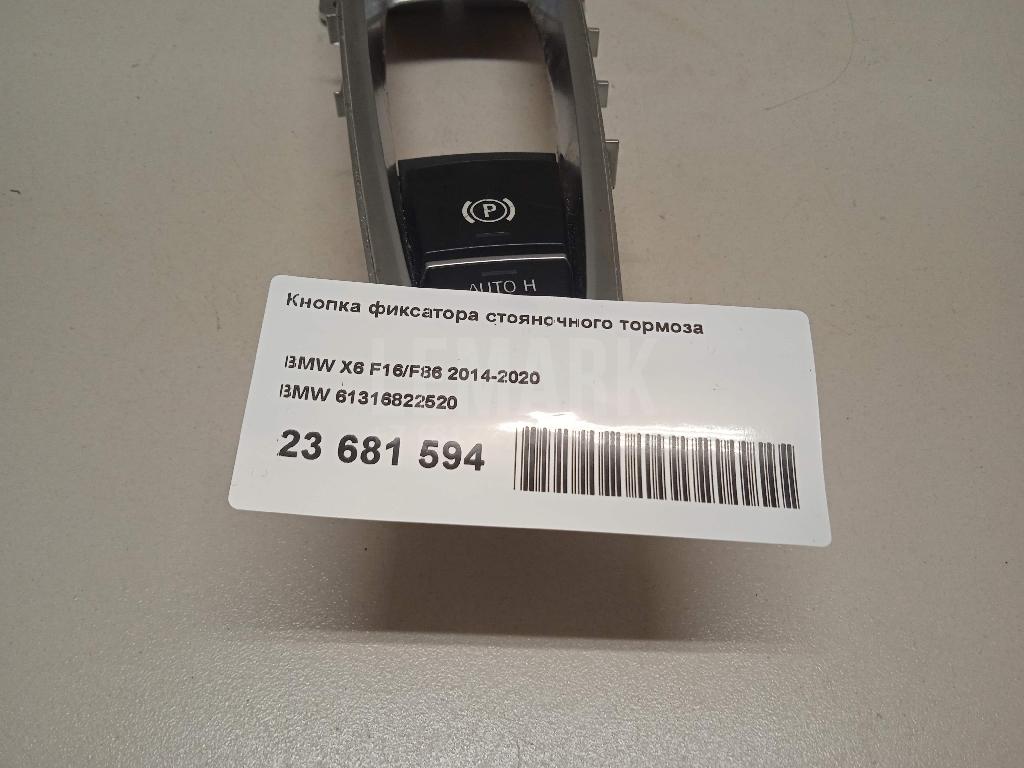 (P)
AUTO H
Кнопка фиксатора стояночного тормоза
LEMARK
BMW X6 F16/F86 2014-2020
BMW 61316822520
23 681 594